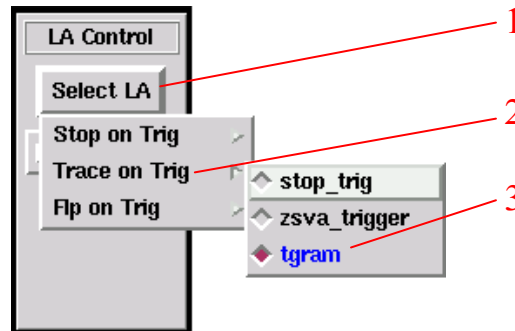 LA Control
1
Select LA
Stop on Trig
2
Trace on Trig
stop_trig
Flp on Trig
3
zsva_trigger
tgram